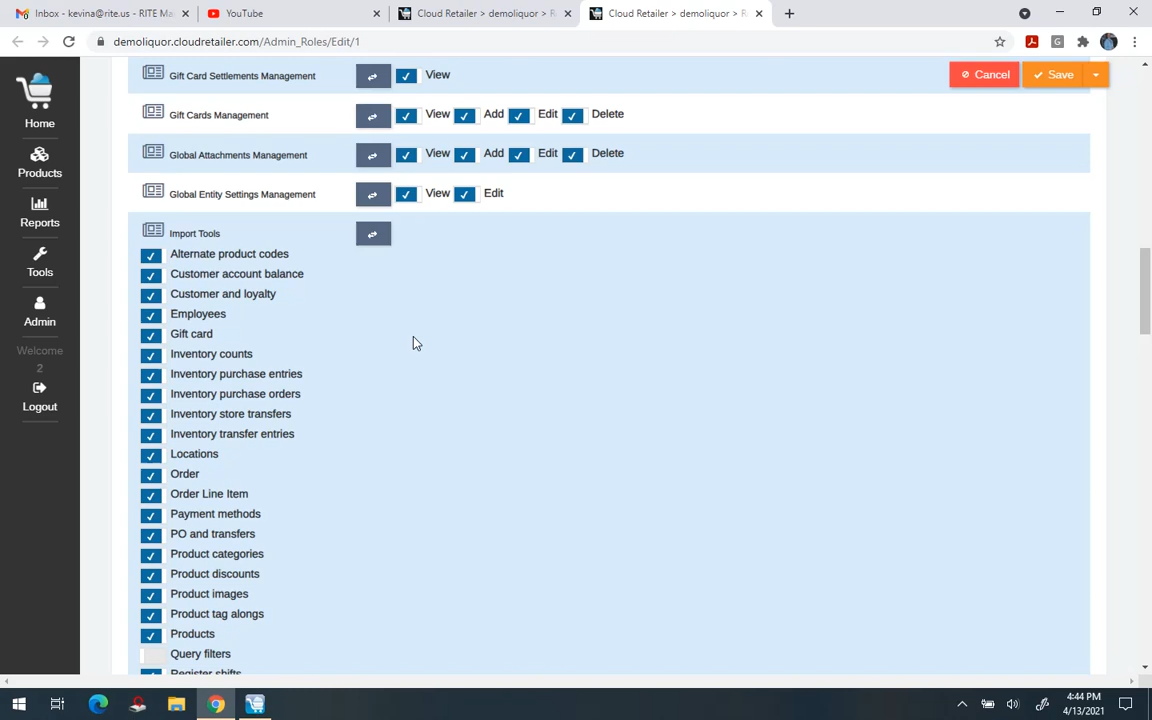 Inbox - kevina@rite.us - RITE Ma
YouTube
Cloud Retailer > demoliquor > R
Cloud Retailer > demoliquor > R
demoliquor.cloudretailer.com/Admin_Roles/Edit/1
Home
Products
Reports
Tools
Admin
Welcome
2
Logout
Cancel
Save
Gift Card Settlements Management
View
Gift Cards Management
View
Add
Edit
Delete
Global Attachments Management
View
Add
Edit
Delete
Global Entity Settings Management
View
Edit
Import Tools
Alternate product codes
Customer account balance
Customer and loyalty
Employees
Gift card
Inventory counts
Inventory purchase entries
Inventory purchase orders
Inventory store transfers
Inventory transfer entries
Locations
Order
Order Line Item
Payment methods
PO and transfers
Product categories
Product discounts
Product images
Product tag alongs
Products
Query filters
Register shifts
4:44 PM
4/13/2021